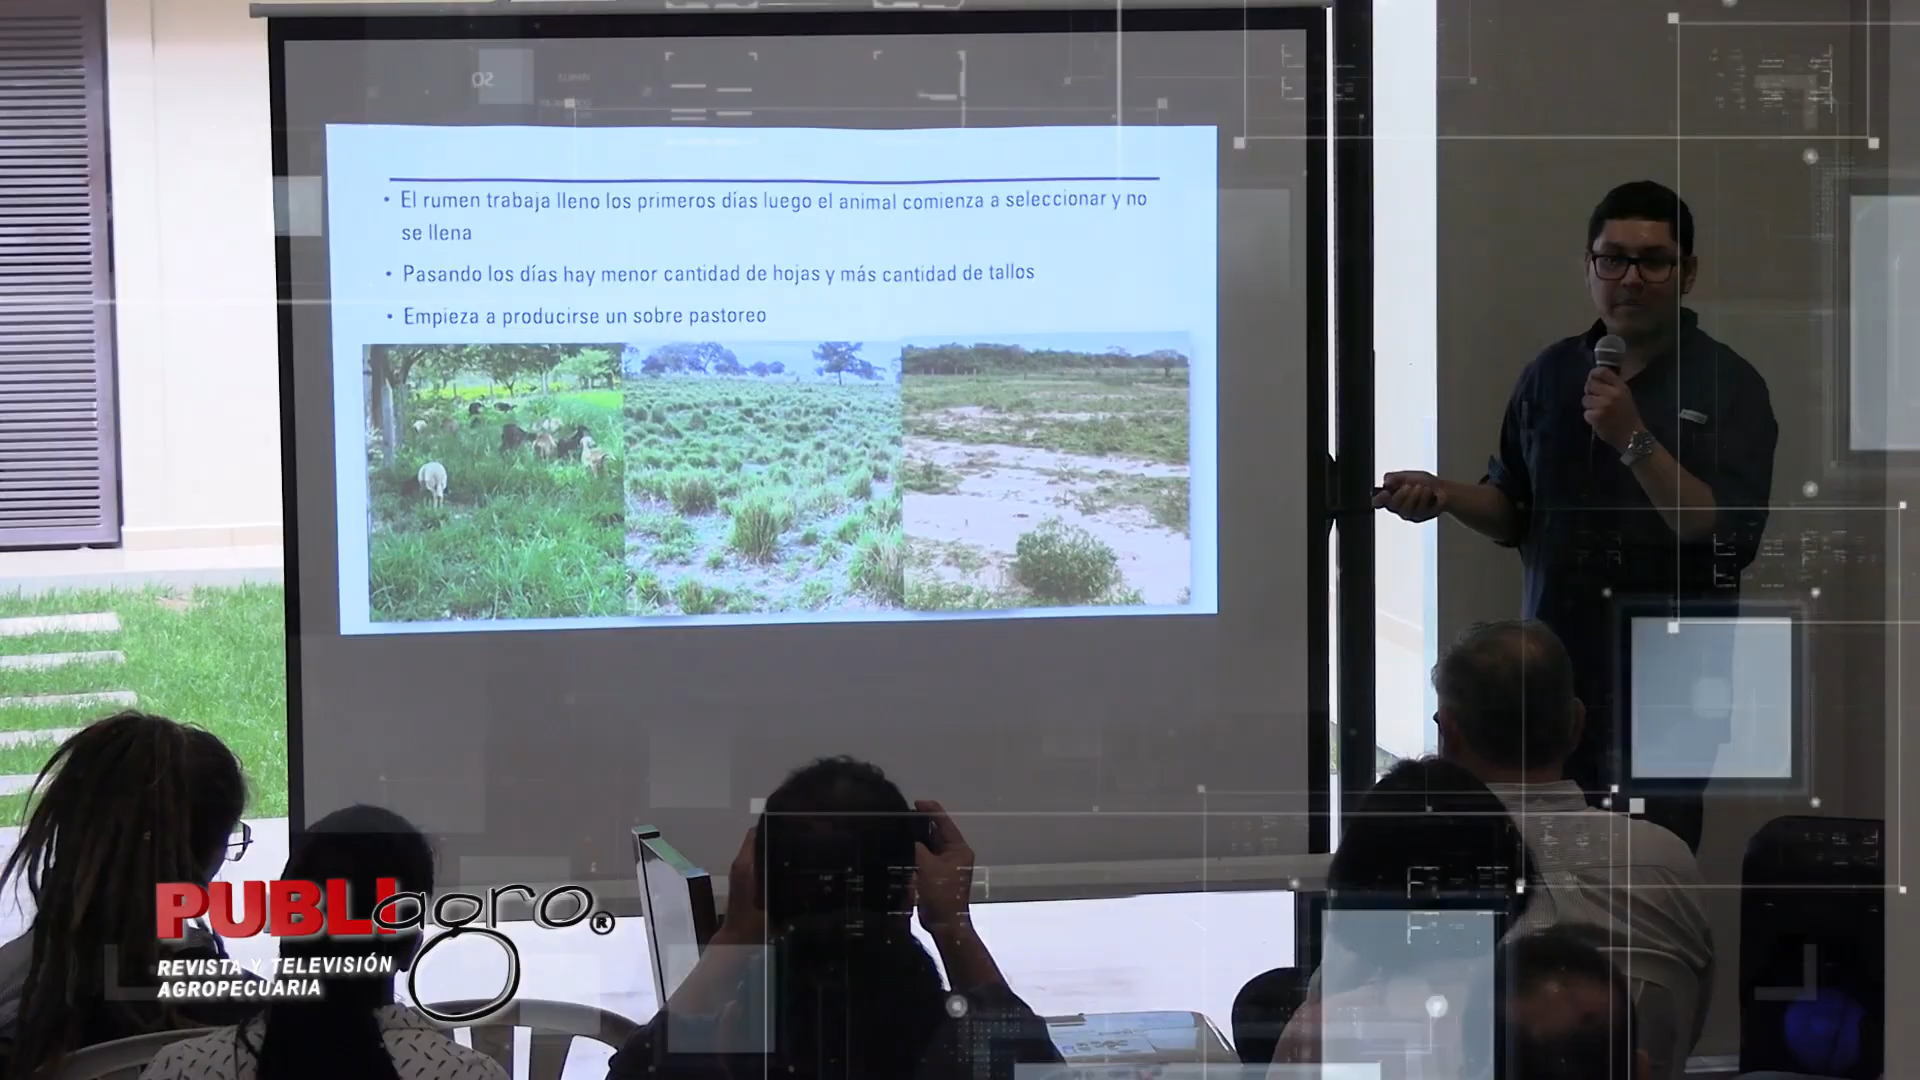 • El rumen trabaja lleno los primeros días luego el animal comienza a seleccionar y no
se llena
• Pasando los días hay menor cantidad de hojas y más cantidad de tallos
• Empieza a producirse un sobre pastoreo
PUBLIagro®
REVISTA Y TELEVISIÓN
AGROPECUARIA